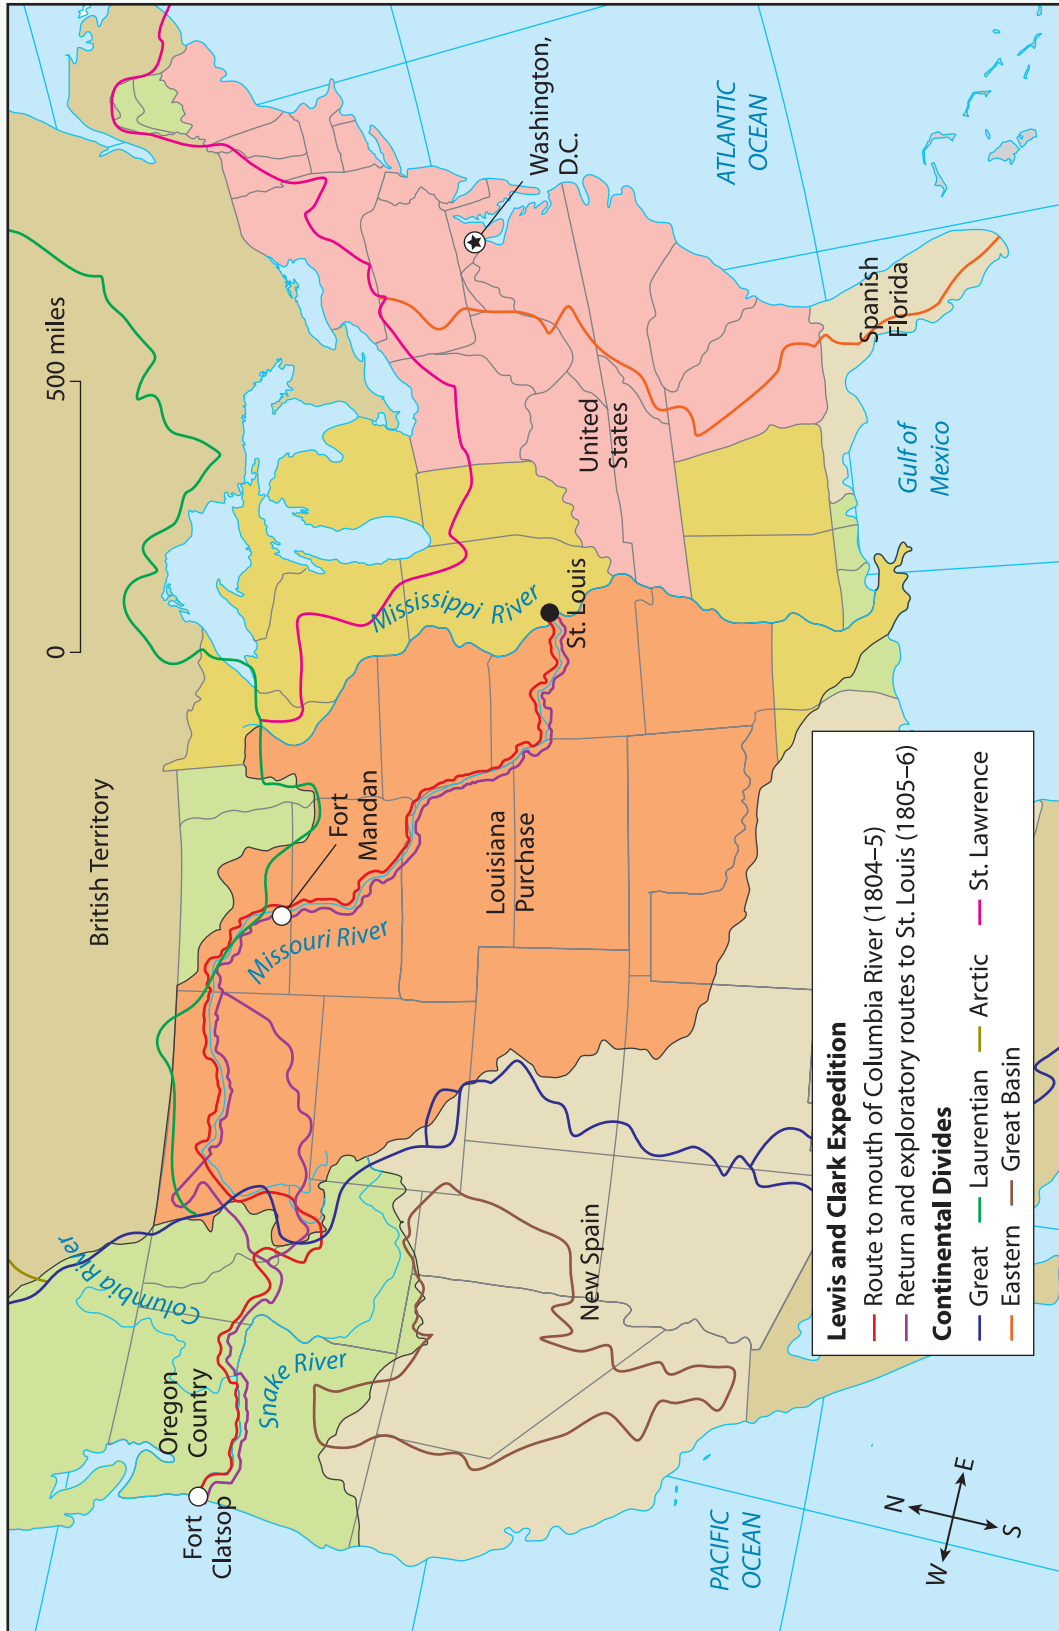 0
500 miles
British Territory
Columbia River
Oregon
Country
Fort
Clatsop
Snake River
Missouri River
Fort
Mandan
Louisiana
Purchase
Mississippi River
St. Louis
United
States
Washington,
D.C.
ATLANTIC
OCEAN
Spanish
Florida
Gulf of
Mexico
New Spain
PACIFIC
OCEAN
N
W
E
S
Lewis and Clark Expedition
Route to mouth of Columbia River (1804–5)
Return and exploratory routes to St. Louis (1805–6)
Continental Divides
Great Laurentian Arctic St. Lawrence
Eastern Great Basin